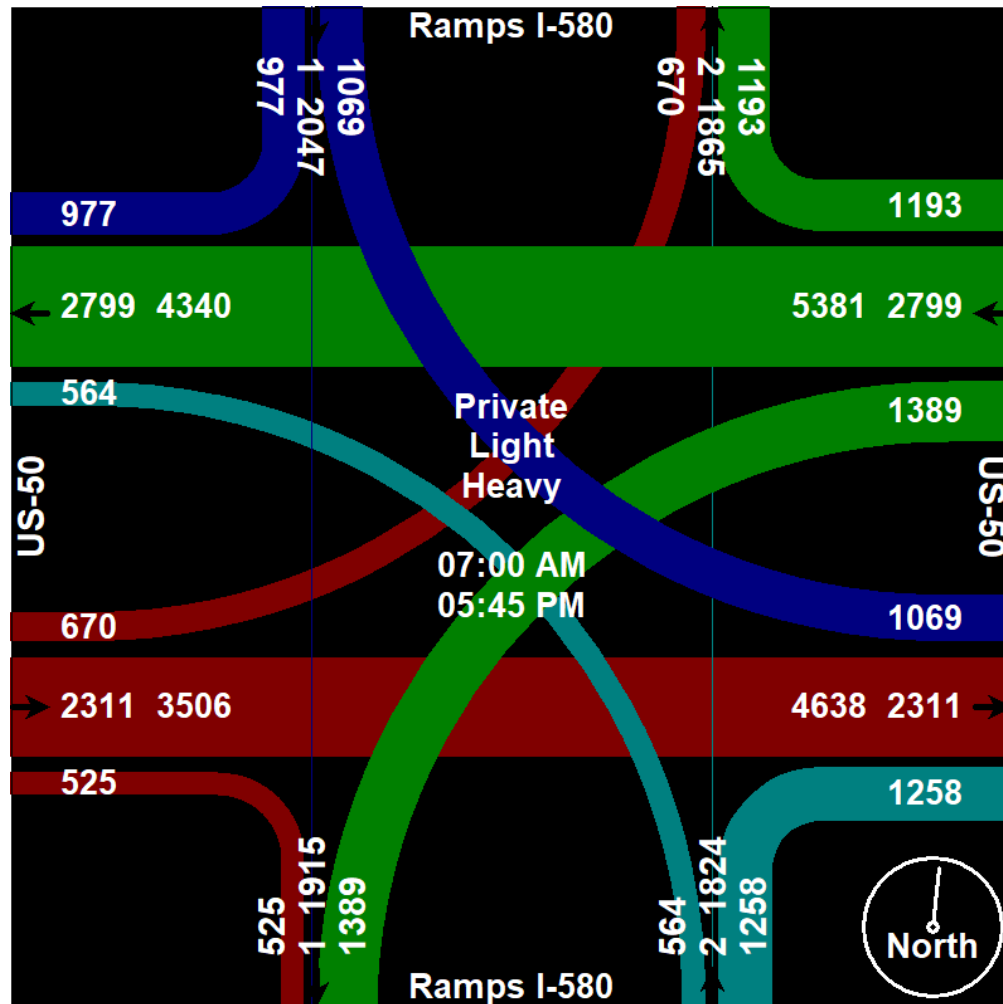 Ramps I-580
977
1 2047
1069
670
2 1865
1193
977
1193
2799 4340
5381 2799
564
1389
Private
Light
Heavy
US-50
US-50
07:00 AM
05:45 PM
670
1069
2311 3506
4638 2311
525
1258
525
1 1915
1389
564
2 1824
1258
North
Ramps I-580